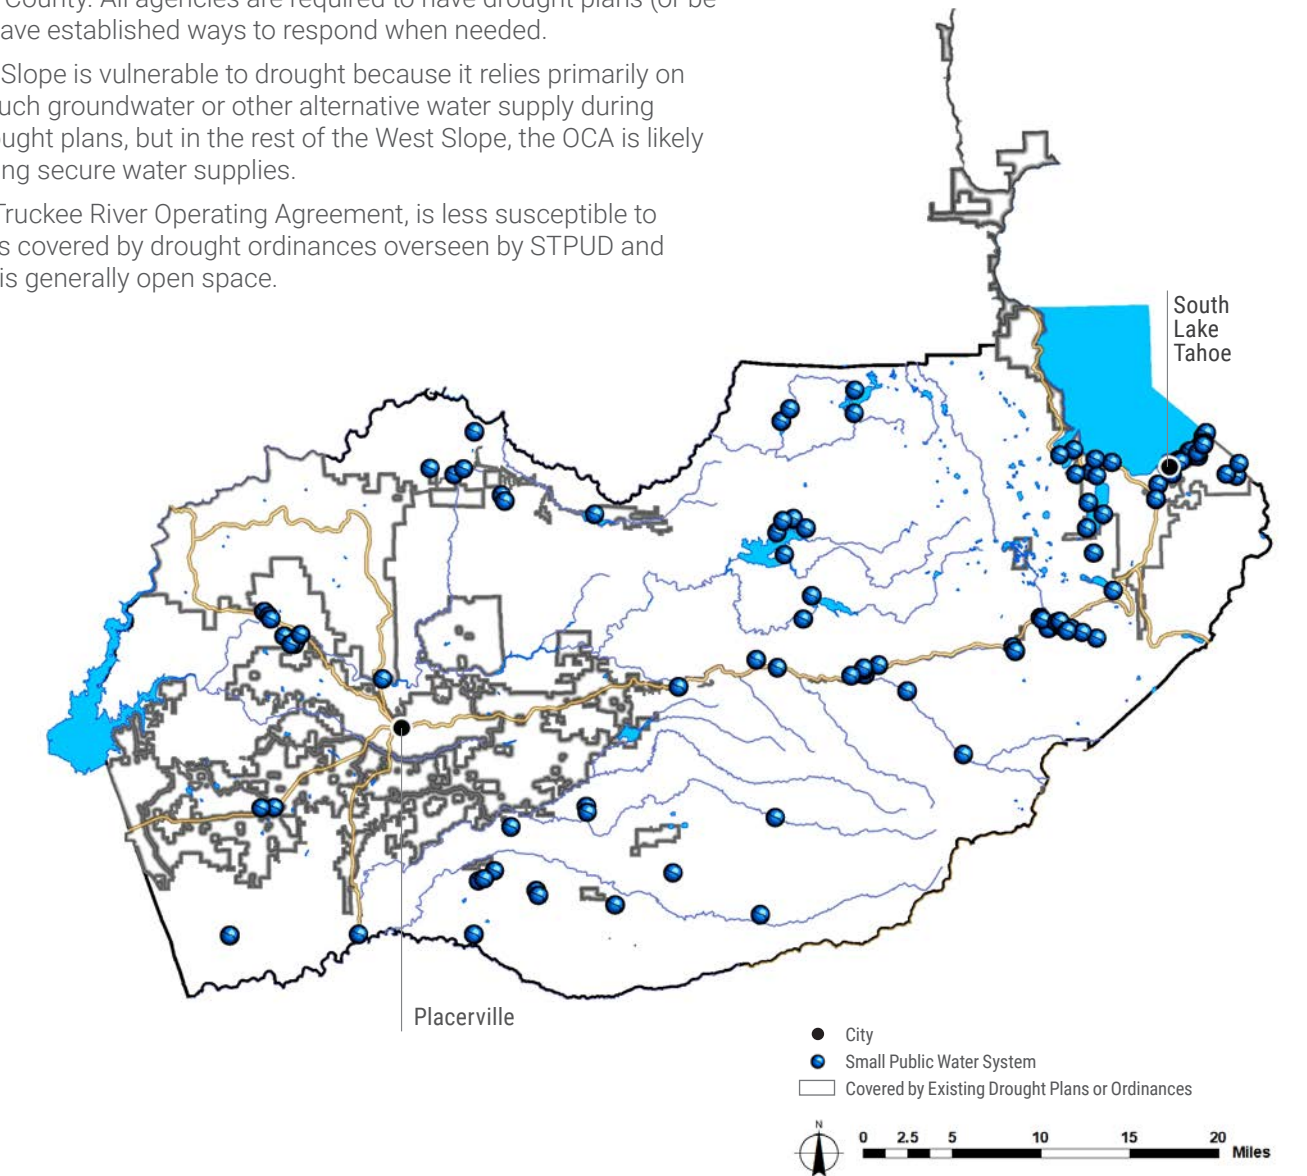 County. All agencies are required to have drought plans (or be
ave established ways to respond when needed.
Slope is vulnerable to drought because it relies primarily on
uch groundwater or other alternative water supply during
ought plans, but in the rest of the West Slope, the OCA is likely
ng secure water supplies.
Truckee River Operating Agreement, is less susceptible to
s covered by drought ordinances overseen by STPUD and
is generally open space.
South
Lake
Tahoe
Placerville
City
Small Public Water System
Covered by Existing Drought Plans or Ordinances
N
0 2.5 5 10 15 20 Miles